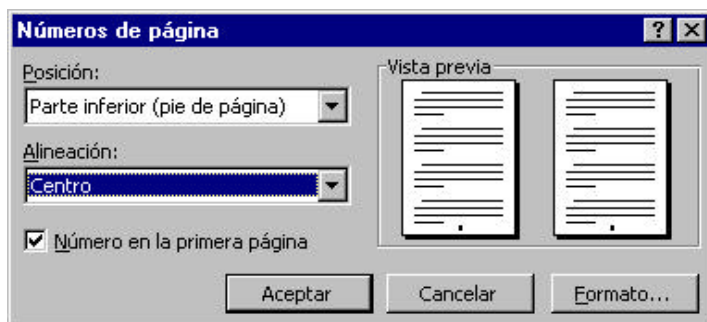 Números de página
Posición:
Parte inferior (pie de página)
Alineación:
Centro
Número en la primera página
Vista previa
Aceptar
Cancelar
Formato...